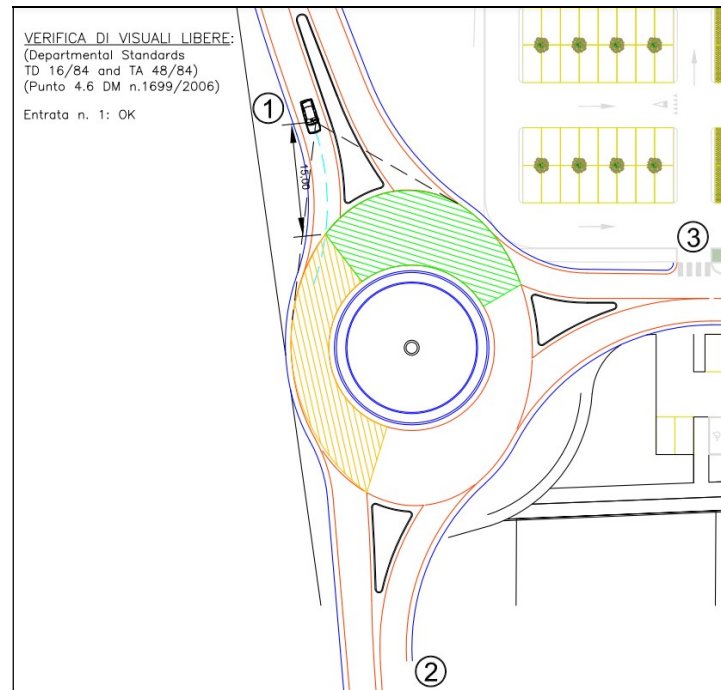 VERIFICA DI VISUALI LIBERE:
(Departmental Standards
TD 16/84 and TA 48/84)
(Punto 4.6 DM n.1699/2006)
Entrata n. 1: OK
1
15.00
3
2